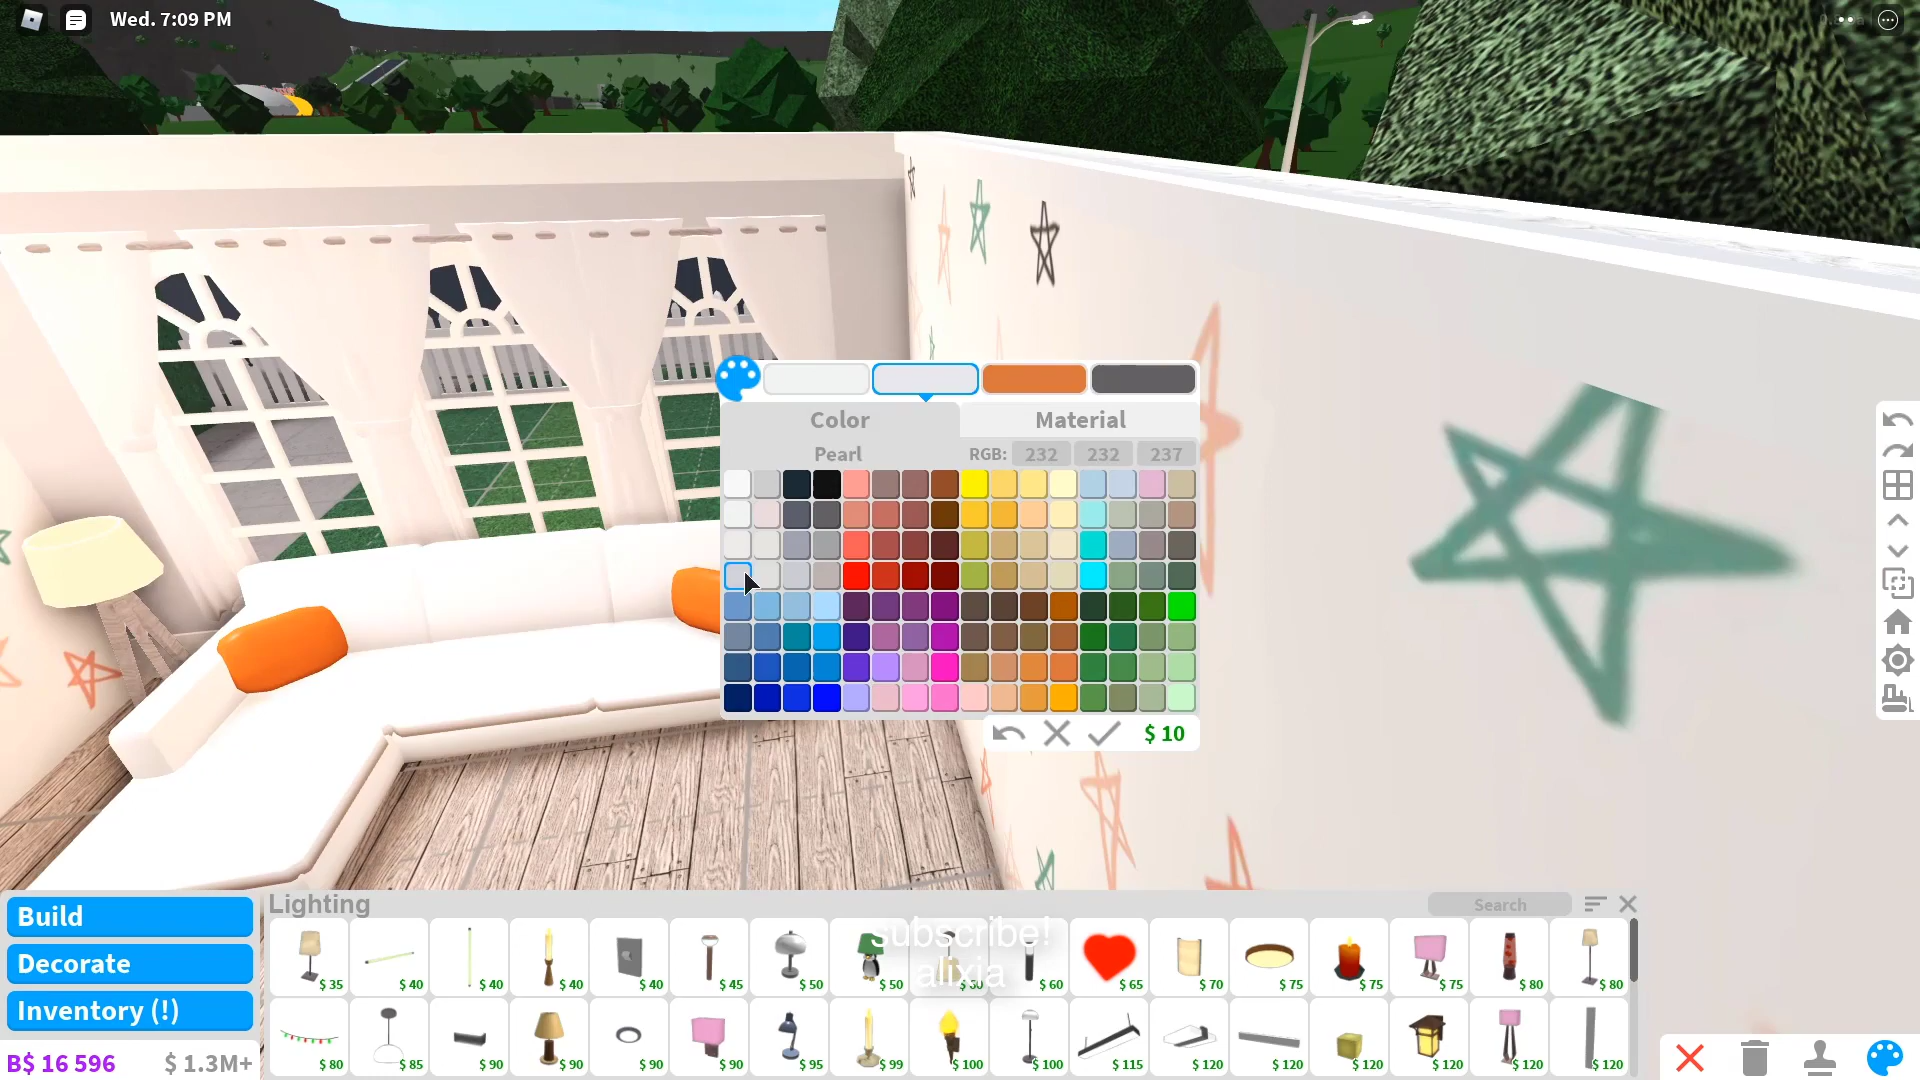 Wed. 7:09 PM
Color
Material
Pearl
RGB: 232 232 237
$ 10
Build
Decorate
Inventory (!)
B$ 16 596
$ 1.3M+
Lighting
Search
$ 35 $ 40 $ 40 $ 40 $ 40 $ 45 $ 50 $ 50 $ 60 $ 65 $ 70 $ 75 $ 75 $ 75 $ 80 $ 80
subscribe!
alixia
$ 80 $ 85 $ 90 $ 90 $ 90 $ 90 $ 95 $ 99 $ 100 $ 100 $ 115 $ 120 $ 120 $ 120 $ 120 $ 120 $ 120